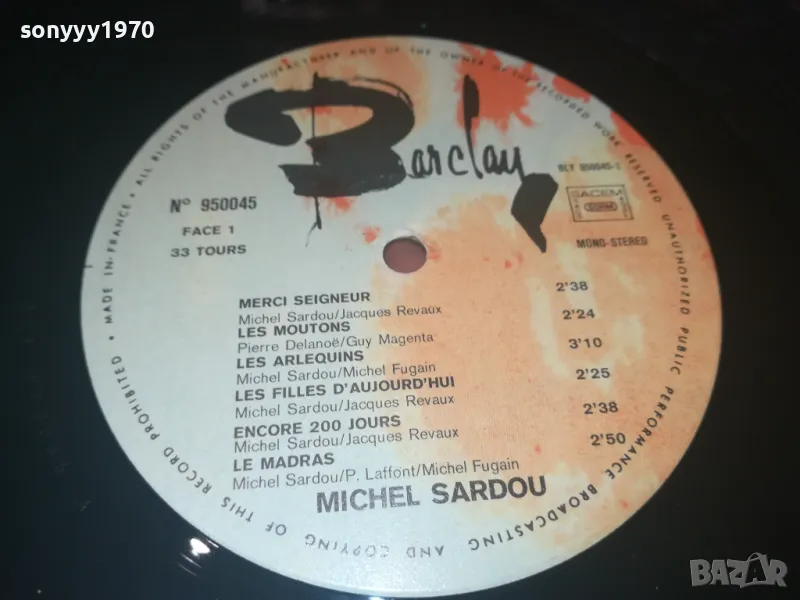 sonyyy1970
• MADE IN FRANCE • ALL RIGHTS OF THE MANUFACTURER AND OF THE OWNER OF THE RECORDED WORK RESERVED UNAUTHORIZED PUBLIC PERFORMANCE BROADCASTING AND COPYING OF THIS RECORD PROHIBITED
Barclay
N° 950045
FACE 1
33 TOURS
BLY 950045-1
SACEM
MONO-STEREO
MERCI SEIGNEUR 2'38
Michel Sardou/Jacques Revaux
LES MOUTONS 2'24
Pierre Delanoë/Guy Magenta
LES ARLEQUINS 3'10
Michel Sardou/Michel Fugain
LES FILLES D'AUJOURD'HUI 2'25
Michel Sardou/Jacques Revaux
ENCORE 200 JOURS 2'38
Michel Sardou/Jacques Revaux
LE MADRAS 2'50
Michel Sardou/P. Laffont/Michel Fugain
MICHEL SARDOU
BAZAR